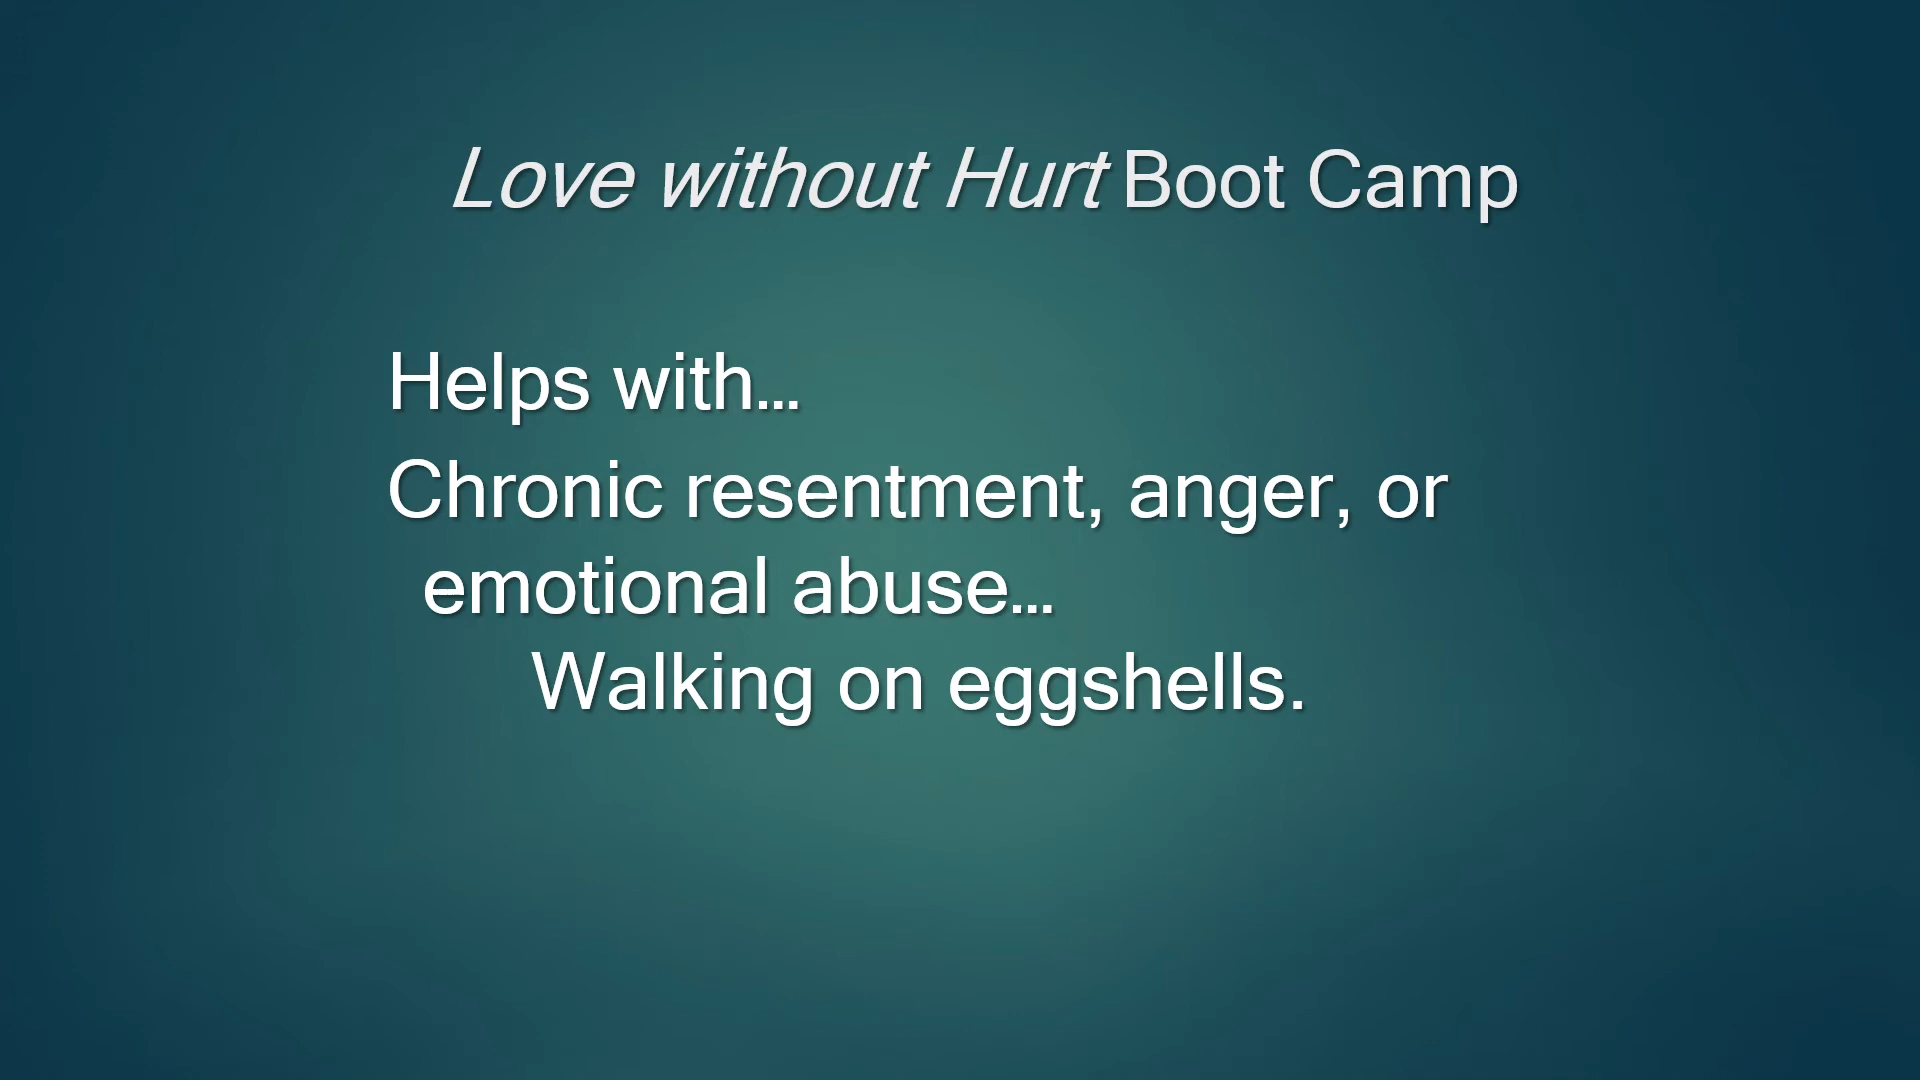 Love without Hurt Boot Camp
Helps with...
Chronic resentment, anger, or
emotional abuse...
Walking on eggshells.